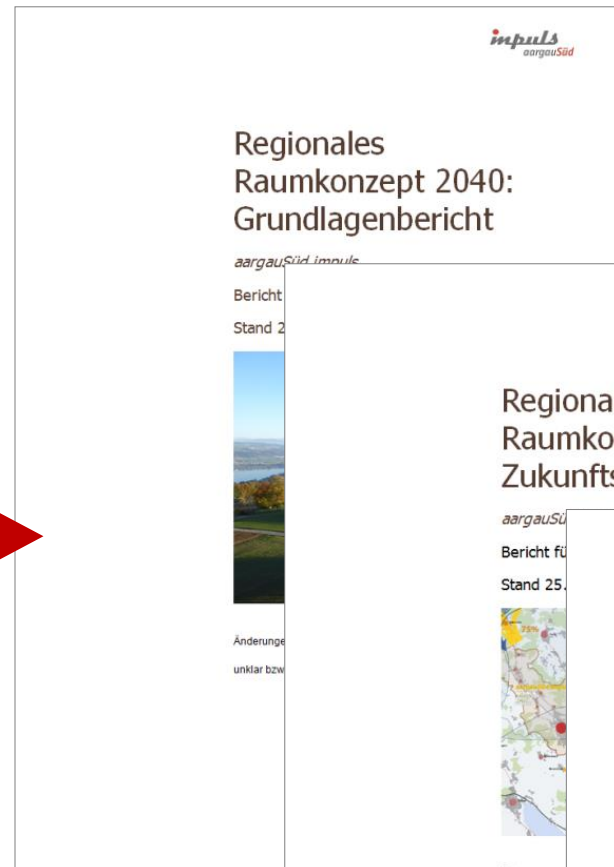 impuls
aargauSüd
Regionales
Raumkonzept 2040:
Grundlagenbericht
aargauSüd impuls
Bericht
Stand 2
Änderunge
unklar bzw
Regiona
Raumko
Zukunfts
aargauSü
Bericht fü
Stand 25.
75%